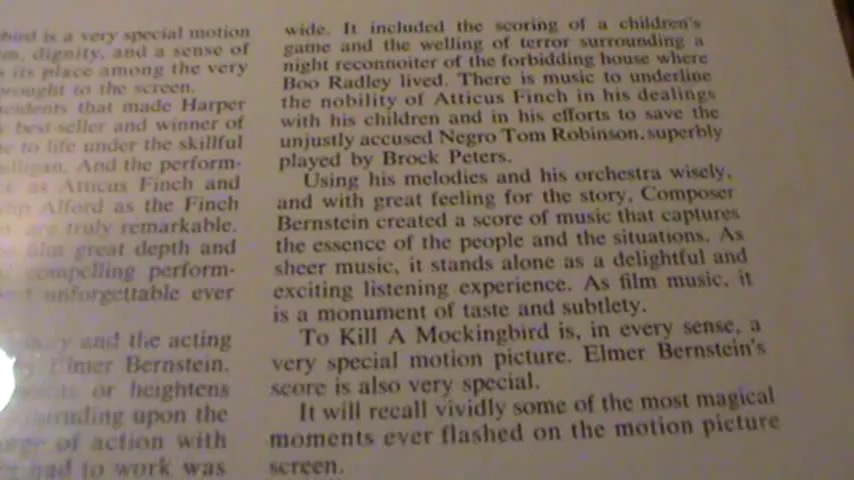 bird is a very special motion
dignity, and a sense of
its place among the very
brought to the screen.
incidents that made Harper
best-seller and winner of
to life under the skillful
And the perform-
as Atticus Finch and
Alford as the Finch
are truly remarkable.
film great depth and
compelling perform-
unforgettable ever
and the acting
Elmer Bernstein.
or heightens
intruding upon the
of action with
had to work was
wide. It included the scoring of a children's
game and the welling of terror surrounding a
night reconnoiter of the forbidding house where
Boo Radley lived. There is music to underline
the nobility of Atticus Finch in his dealings
with his children and in his efforts to save the
unjustly accused Negro Tom Robinson, superbly
played by Brock Peters.
Using his melodies and his orchestra wisely,
and with great feeling for the story, Composer
Bernstein created a score of music that captures
the essence of the people and the situations. As
sheer music, it stands alone as a delightful and
exciting listening experience. As film music, it
is a monument of taste and subtlety.
To Kill A Mockingbird is, in every sense, a
very special motion picture. Elmer Bernstein's
score is also very special.
It will recall vividly some of the most magical
moments ever flashed on the motion picture
screen.